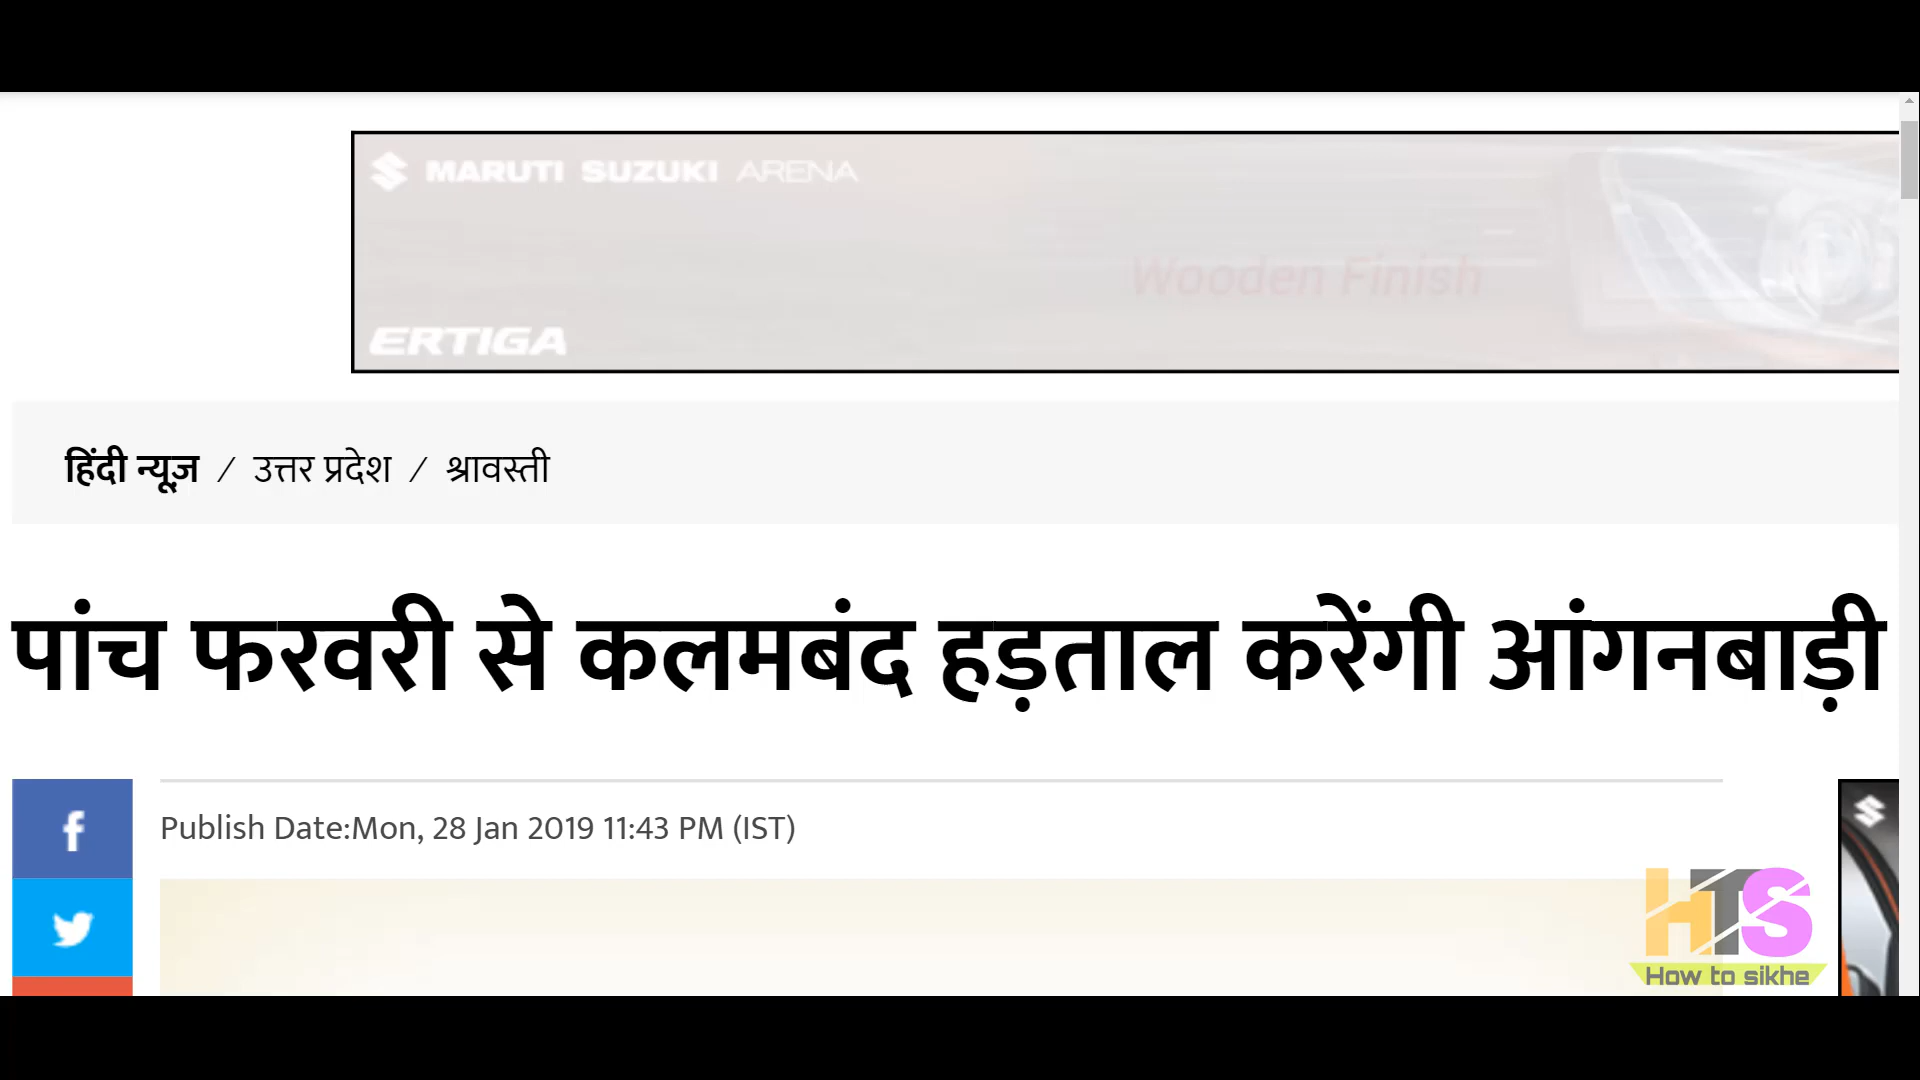 MARUTI SUZUKI ARENA
Wooden Finish
ERTIGA
हिंदी न्यूज़ / उत्तर प्रदेश / श्रावस्ती
पांच फरवरी से कलमबंद हड़ताल करेंगी आंगनबाड़ी
Publish Date:Mon, 28 Jan 2019 11:43 PM (IST)
HTS
How to sikhe